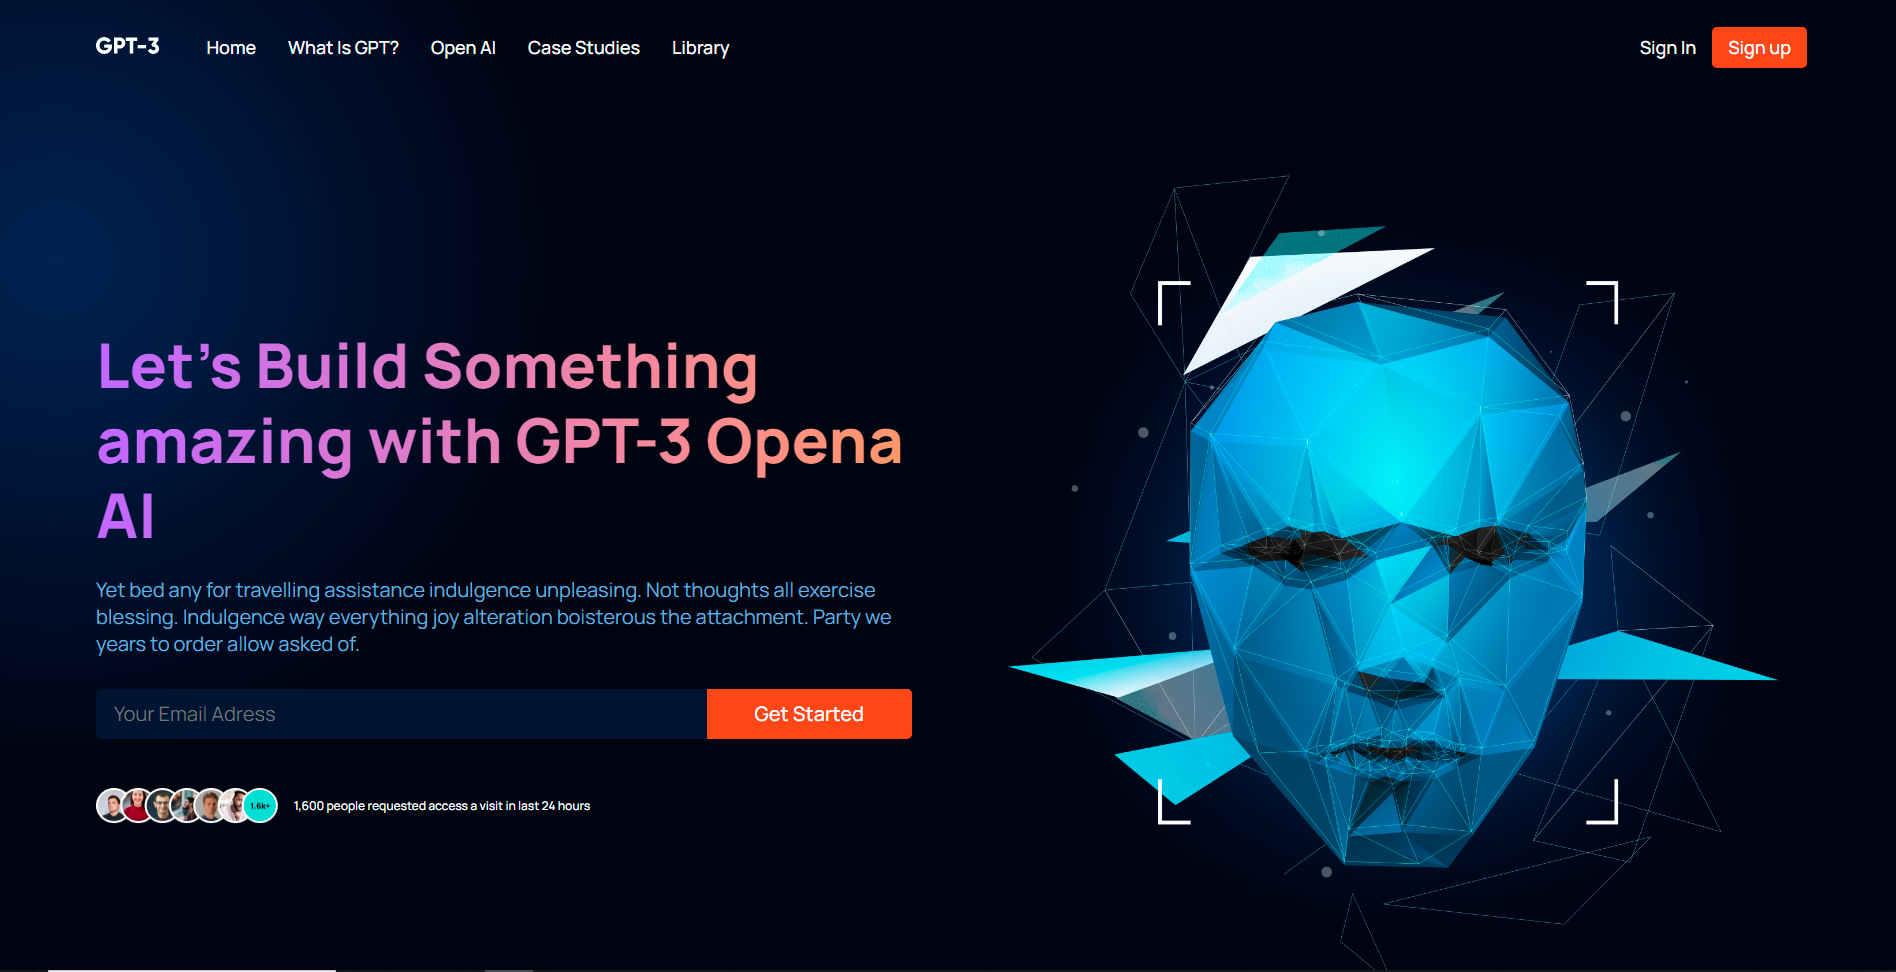 GPT-3
Home
What Is GPT?
Open AI
Case Studies
Library
Sign In
Sign up
Let’s Build Something
amazing with GPT-3 Opena
AI
Yet bed any for travelling assistance indulgence unpleasing. Not thoughts all exercise
blessing. Indulgence way everything joy alteration boisterous the attachment. Party we
years to order allow asked of.
Your Email Adress
Get Started
1.6k+
1,600 people requested access a visit in last 24 hours